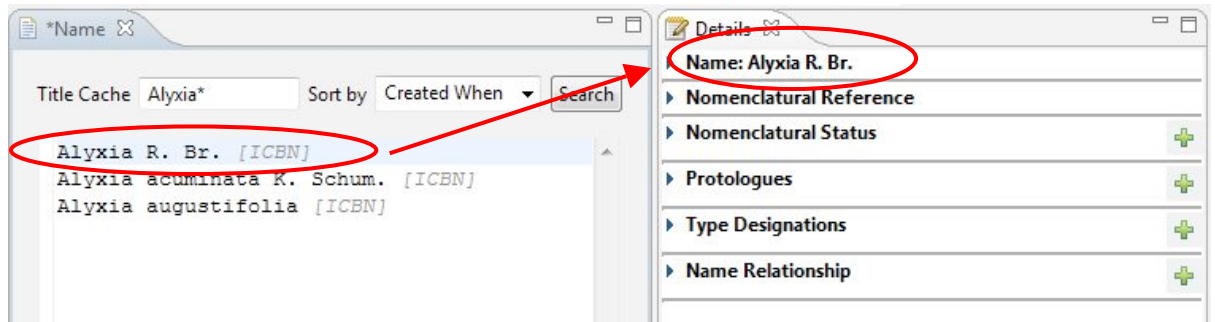 *Name
Title Cache Alyxia* Sort by Created When Search
Alyxia R. Br. [ICBN]
Alyxia acuminata K. Schum. [ICBN]
Alyxia augustifolia [ICBN]
Details
Name: Alyxia R. Br.
Nomenclatural Reference
Nomenclatural Status
Protologues
Type Designations
Name Relationship